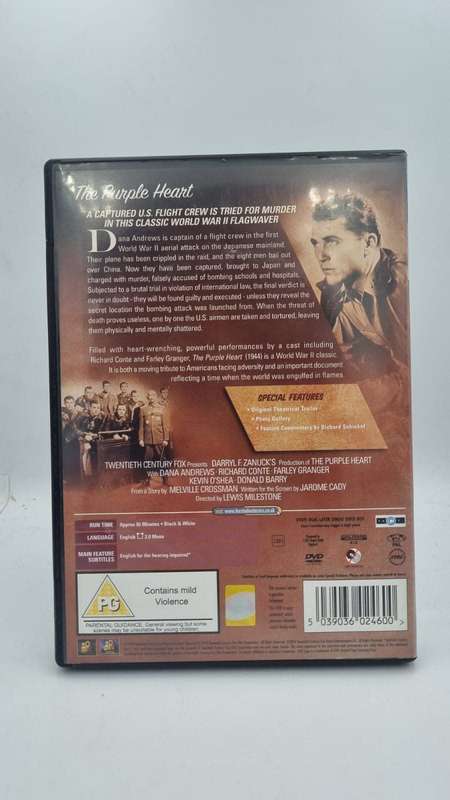 The Purple Heart
A CAPTURED U.S. FLIGHT CREW IS TRIED FOR MURDER
IN THIS CLASSIC WORLD WAR II FLAGWAVER
Dana Andrews is captain of a flight crew in the first
World War II aerial attack on the Japanese mainland.
Their plane has been crippled in the raid, and the eight men bail out
over China. Now they have been captured, brought to Japan and
charged with murder, falsely accused of bombing schools and hospitals.
Subjected to a brutal trial in violation of international law, the final verdict is
never in doubt - they will be found guilty and executed - unless they reveal the
secret location the bombing attack was launched from. When the threat of
death proves useless, one by one the U.S. airmen are taken and tortured, leaving
them physically and mentally shattered.
Filled with heart-wrenching, powerful performances by a cast including
Richard Conte and Farley Granger, The Purple Heart (1944) is a World War II classic.
It is both a moving tribute to Americans facing adversity and an important document
reflecting a time when the world was engulfed in flames
SPECIAL FEATURES
• Original Theatrical Trailer
• Photo Gallery
• Feature Commentary by Richard Schickel
TWENTIETH CENTURY FOX Presents DARRYL F. ZANUCK'S Production of THE PURPLE HEART
With DANA ANDREWS · RICHARD CONTE · FARLEY GRANGER
KEVIN O'SHEA · DONALD BARRY
From a Story by MELVILLE CROSSMAN Written for the Screen by JAROME CADY
Directed by LEWIS MILESTONE
RUN TIME Approx 95 Minutes • Black & White
LANGUAGE English 2.0 Mono
MAIN FEATURE SUBTITLES English for the hearing impaired*
PG
Contains mild
Violence
PARENTAL GUIDANCE. General viewing but some
scenes may be unsuitable for young children
DVD
PAL
5 039036 024600 >